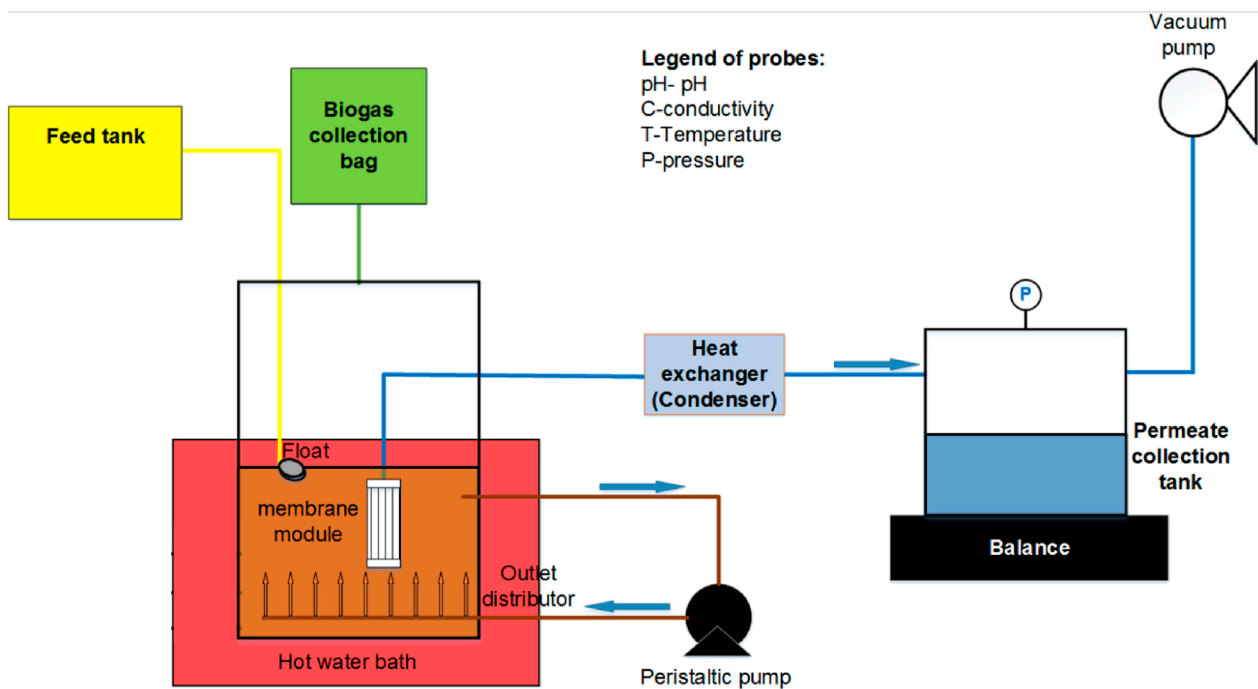 Vacuum
pump
Legend of probes:
pH- pH
C-conductivity
T-Temperature
P-pressure
Feed tank
Biogas
collection
bag
P
Heat
exchanger
(Condenser)
Permeate
collection
tank
Float
membrane
module
Outlet
distributor
Balance
Hot water bath
Peristaltic pump